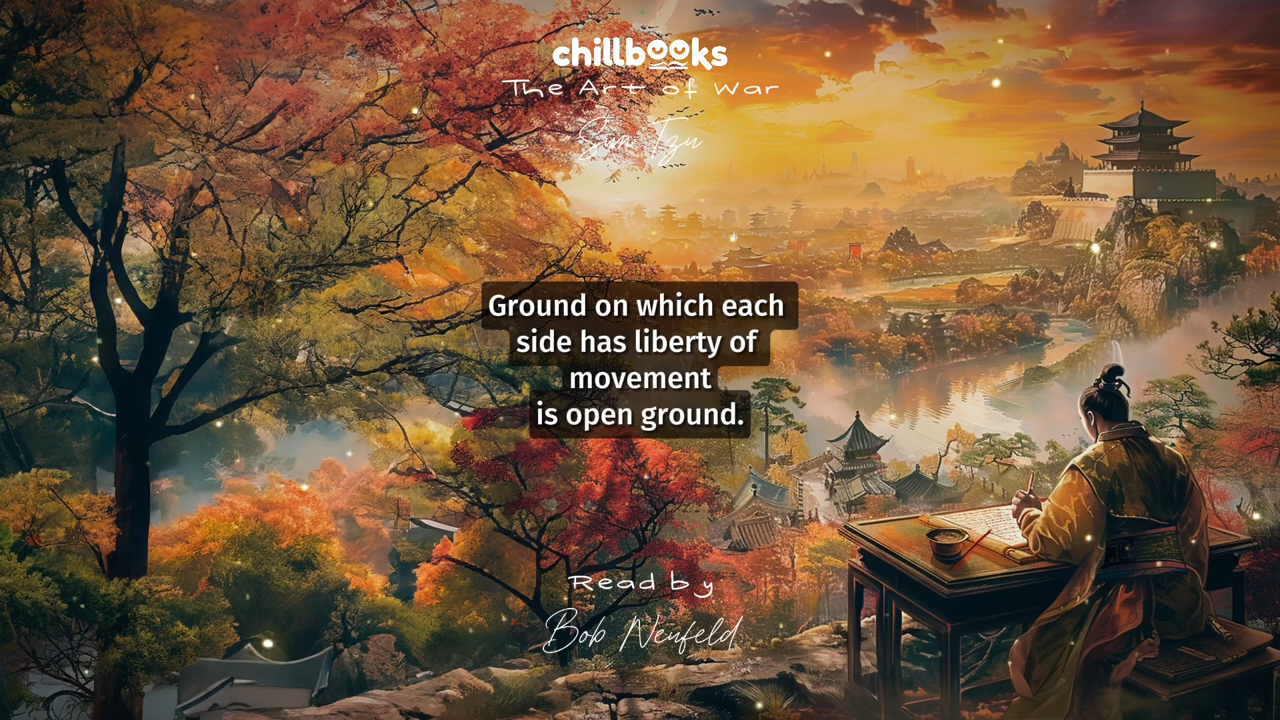 chillbooks
The Art of War
Sun Tzu
Ground on which each
side has liberty of
movement
is open ground.
Read by
Bob Neufeld